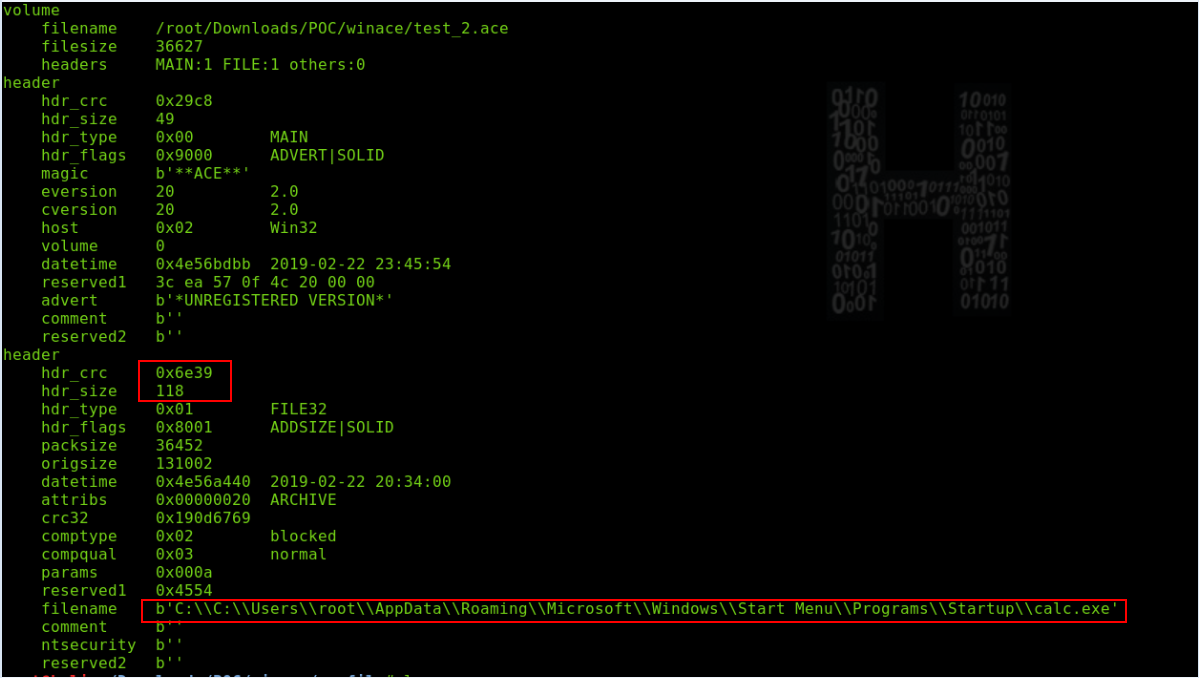 volume
filename /root/Downloads/POC/winace/test_2.ace
filesize 36627
headers MAIN:1 FILE:1 others:0
header
hdr_crc 0x29c8
hdr_size 49
hdr_type 0x00 MAIN
hdr_flags 0x9000 ADVERT|SOLID
magic b'**ACE**'
eversion 20 2.0
cversion 20 2.0
host 0x02 Win32
volume 0
datetime 0x4e56bdbb 2019-02-22 23:45:54
reserved1 3c ea 57 0f 4c 20 00 00
advert b'*UNREGISTERED VERSION*'
comment b''
reserved2 b''
header
hdr_crc 0x6e39
hdr_size 118
hdr_type 0x01 FILE32
hdr_flags 0x8001 ADDSIZE|SOLID
packsize 36452
origsize 131002
datetime 0x4e56a440 2019-02-22 20:34:00
attribs 0x00000020 ARCHIVE
crc32 0x190d6769
comptype 0x02 blocked
compqual 0x03 normal
params 0x000a
reserved1 0x4554
filename b'C:\\C:\\Users\\root\\AppData\\Roaming\\Microsoft\\Windows\\Start Menu\\Programs\\Startup\\calc.exe'
comment b''
ntsecurity b''
reserved2 b''